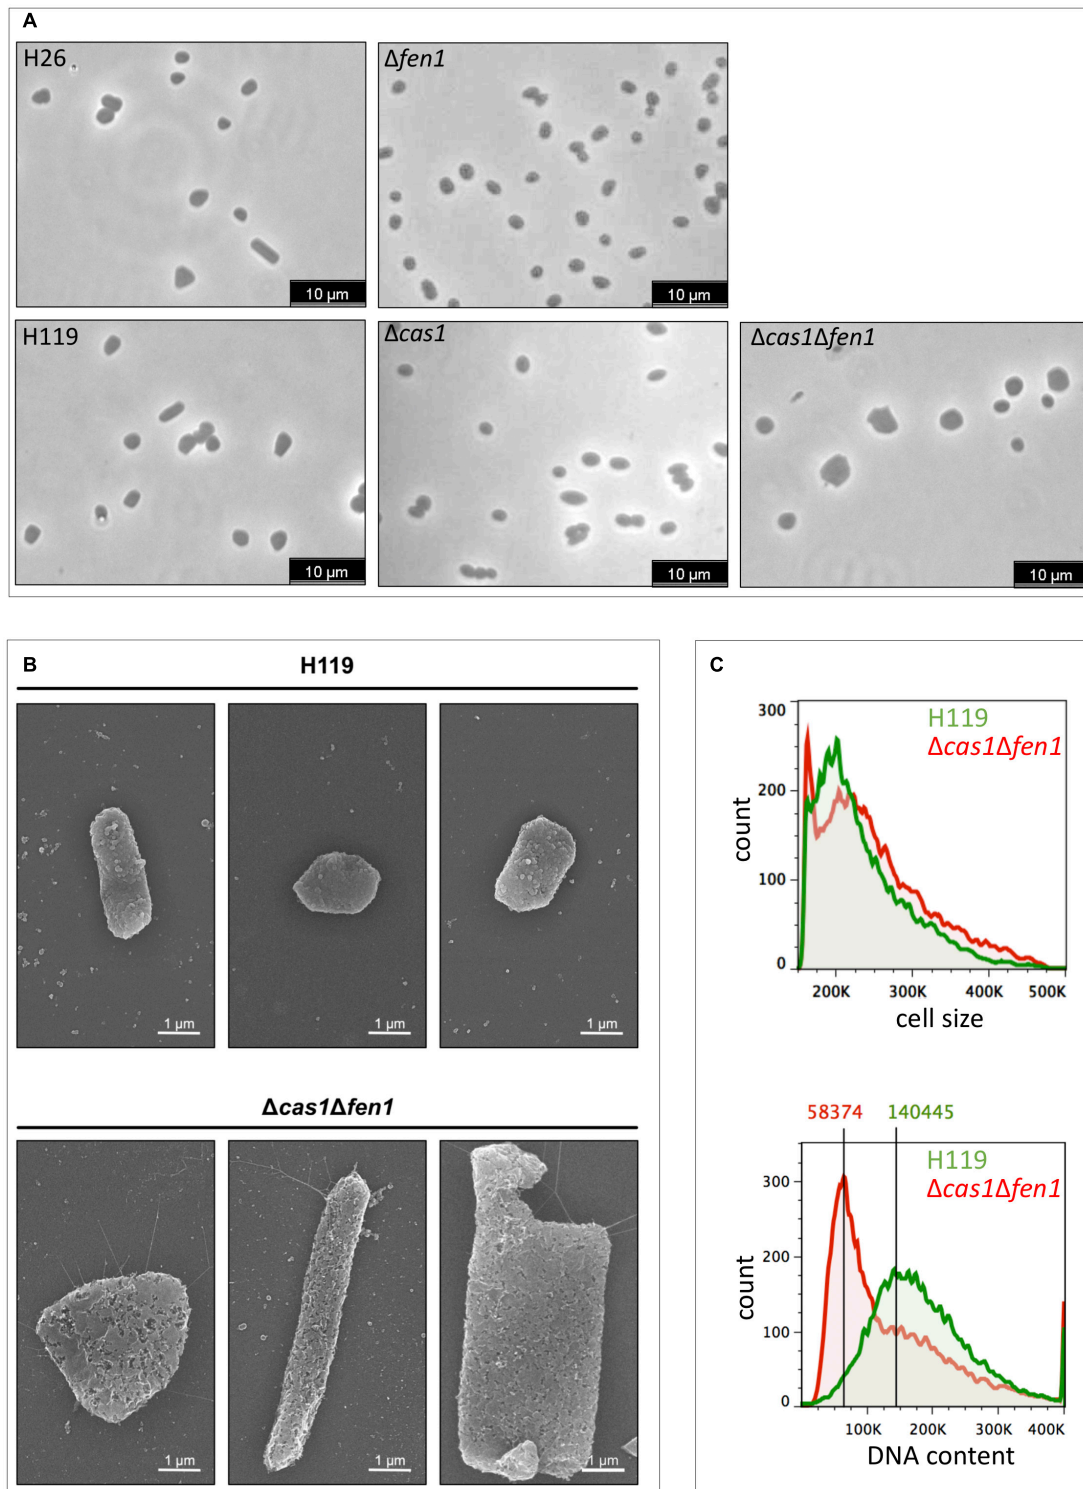 A
H26
Δfen1
10 µm
10 µm
H119
Δcas1
Δcas1Δfen1
10 µm
10 µm
10 µm
B
H119
1 µm
1 µm
1 µm
Δcas1Δfen1
1 µm
1 µm
1 µm
C
H119
Δcas1Δfen1
300
200
100
0
count
200K
300K
400K
500K
cell size
58374
140445
H119
Δcas1Δfen1
300
200
100
0
count
100K
200K
300K
400K
DNA content